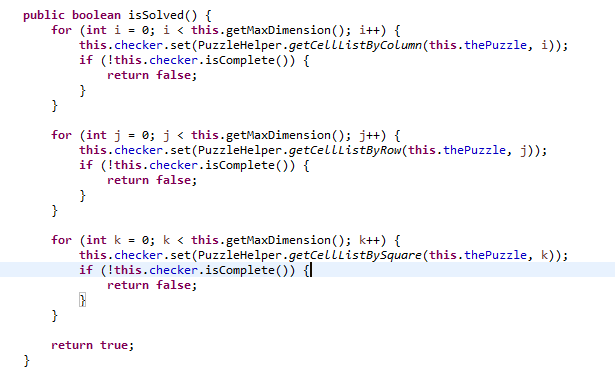 public boolean isSolved() {
for (int i = 0; i < this.getMaxDimension(); i++) {
this.checker.set(PuzzleHelper.getCellListByColumn(this.thePuzzle, i));
if (!this.checker.isComplete()) {
return false;
}
}
for (int j = 0; j < this.getMaxDimension(); j++) {
this.checker.set(PuzzleHelper.getCellListByRow(this.thePuzzle, j));
if (!this.checker.isComplete()) {
return false;
}
}
for (int k = 0; k < this.getMaxDimension(); k++) {
this.checker.set(PuzzleHelper.getCellListBySquare(this.thePuzzle, k));
if (!this.checker.isComplete()) {
return false;
}
}
return true;
}